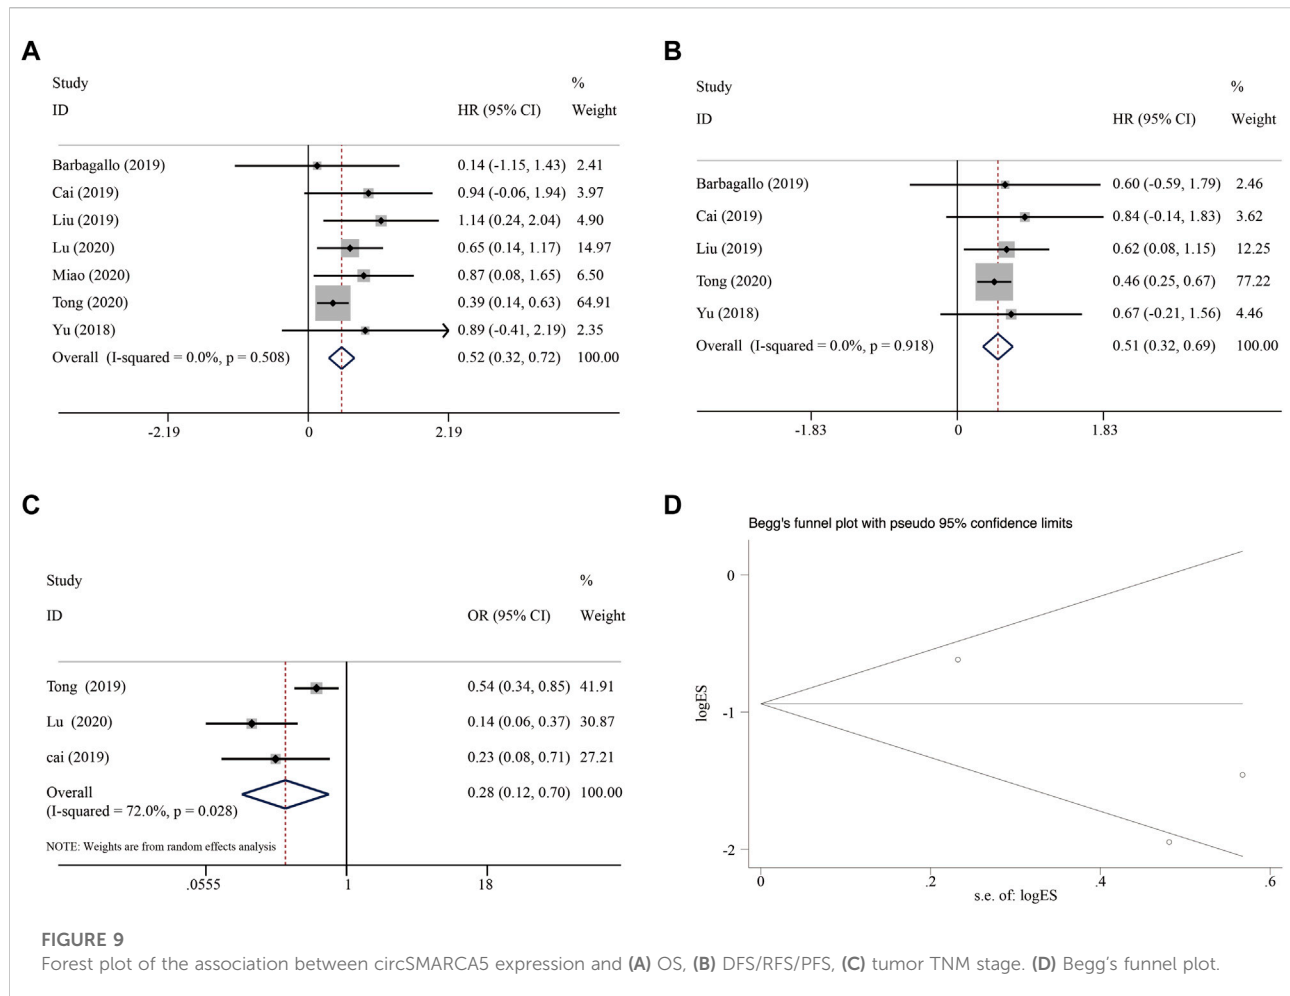 A
Study %
ID HR (95% CI) Weight
Barbagallo (2019) 0.14 (-1.15, 1.43) 2.41
Cai (2019) 0.94 (-0.06, 1.94) 3.97
Liu (2019) 1.14 (0.24, 2.04) 4.90
Lu (2020) 0.65 (0.14, 1.17) 14.97
Miao (2020) 0.87 (0.08, 1.65) 6.50
Tong (2020) 0.39 (0.14, 0.63) 64.91
Yu (2018) 0.89 (-0.41, 2.19) 2.35
Overall (I-squared = 0.0%, p = 0.508) 0.52 (0.32, 0.72) 100.00
-2.19 0 2.19
B
Study %
ID HR (95% CI) Weight
Barbagallo (2019) 0.60 (-0.59, 1.79) 2.46
Cai (2019) 0.84 (-0.14, 1.83) 3.62
Liu (2019) 0.62 (0.08, 1.15) 12.25
Tong (2020) 0.46 (0.25, 0.67) 77.22
Yu (2018) 0.67 (-0.21, 1.56) 4.46
Overall (I-squared = 0.0%, p = 0.918) 0.51 (0.32, 0.69) 100.00
-1.83 0 1.83
C
Study %
ID OR (95% CI) Weight
Tong (2019) 0.54 (0.34, 0.85) 41.91
Lu (2020) 0.14 (0.06, 0.37) 30.87
cai (2019) 0.23 (0.08, 0.71) 27.21
Overall 0.28 (0.12, 0.70) 100.00
(I-squared = 72.0%, p = 0.028)
NOTE: Weights are from random effects analysis
.0555 1 18
D
Begg's funnel plot with pseudo 95% confidence limits
0
-1
-2
logES
0 .2 .4 .6
s.e. of: logES
FIGURE 9
Forest plot of the association between circSMARCA5 expression and (A) OS, (B) DFS/RFS/PFS, (C) tumor TNM stage. (D) Begg's funnel plot.